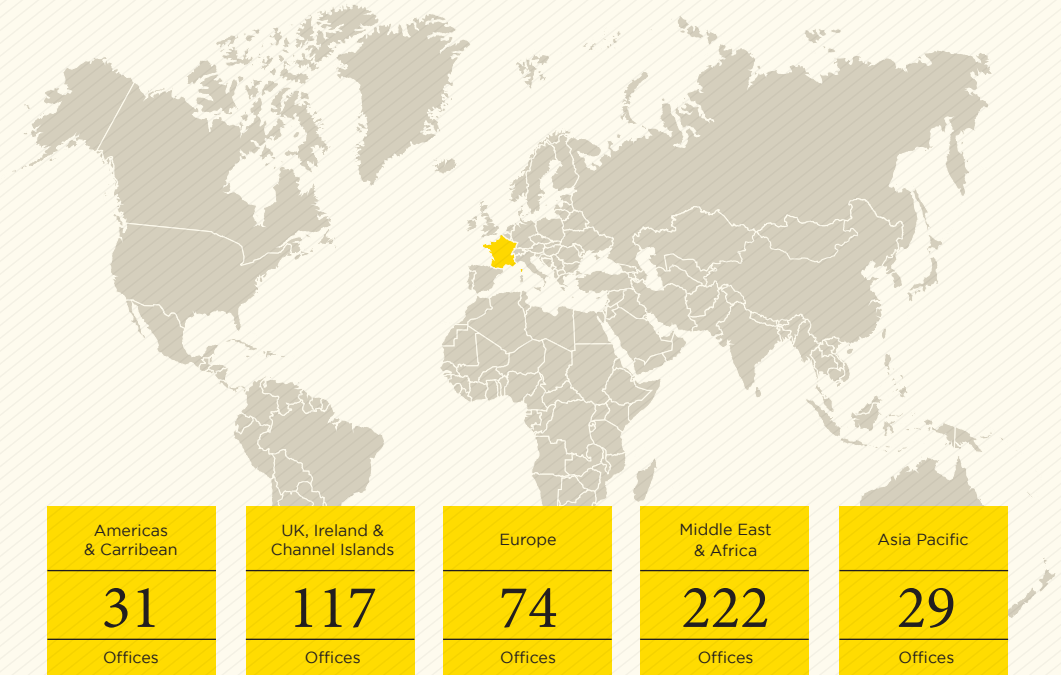 Americas
& Carribean
31
Offices
UK, Ireland &
Channel Islands
117
Offices
Europe
74
Offices
Middle East
& Africa
222
Offices
Asia Pacific
29
Offices